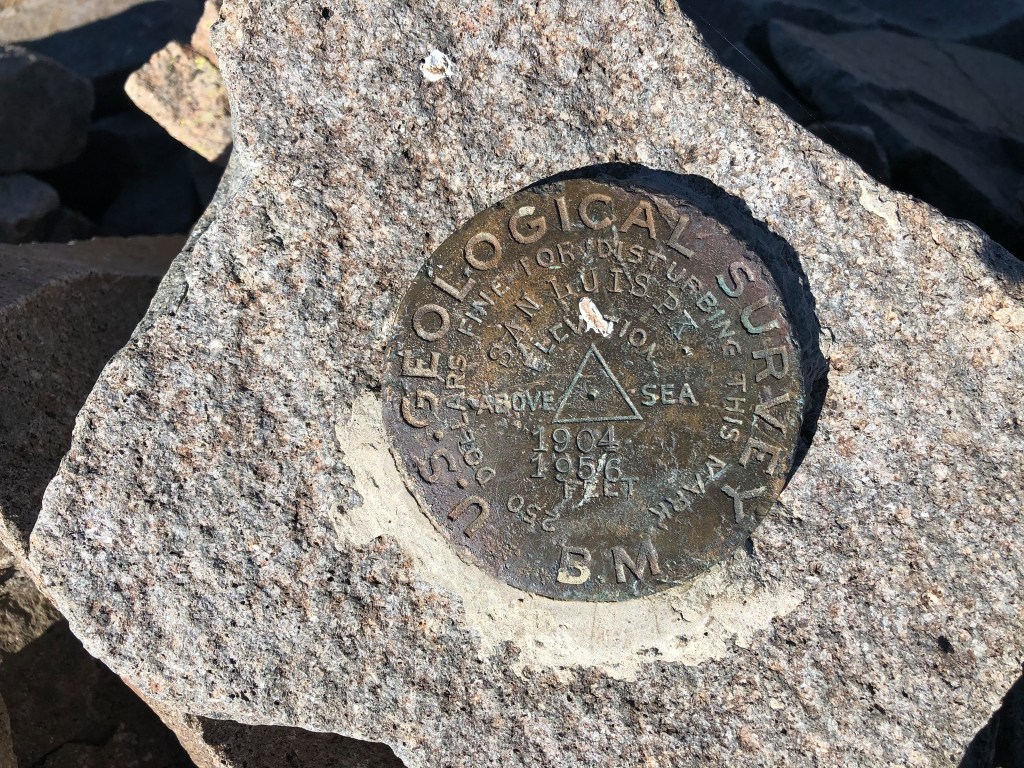 U.S. GEOLOGICAL SURVEY
250 DOLLARS FINE FOR DISTURBING THIS MARK
SAN LUIS PK.
ELEVATION
ABOVE SEA
1904
1956
FEET
B.M